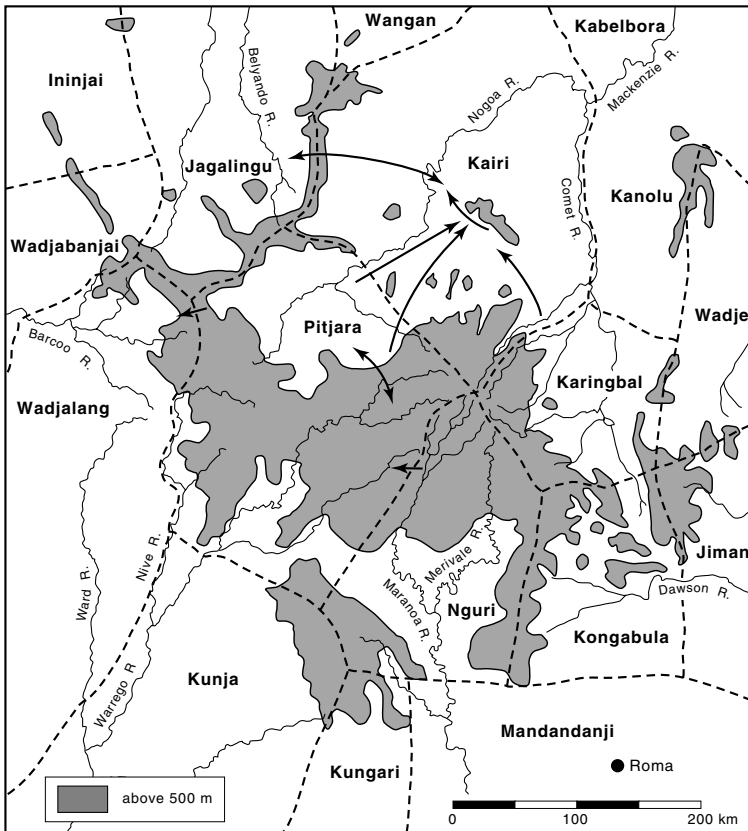 Wangan
Kabelbora
Ininjai
Belyando R.
Mackenzie R.
Nogoa R.
Jagalingu
Kairi
Comet R.
Kanolu
Wadjabanjai
Pitjara
Wadje
Barcoo R.
Wadjalang
Karingbal
Nive R.
Merivale R.
Jiman
Ward R.
Maranoa R.
Nguri
Dawson R.
Kongabula
Warrego R
Kunja
Mandandanji
Kungari
Roma
above 500 m
0 100 200 km